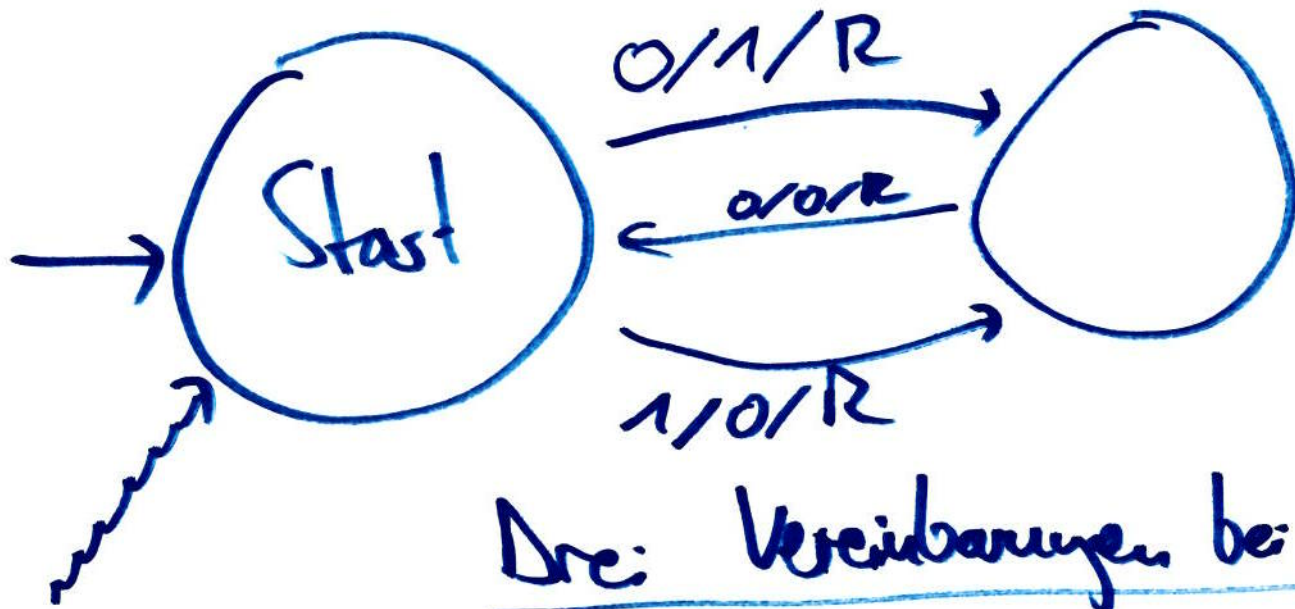 0/1/R
Start
0/0/R
1/0/R
Drei Vereinbarungen bei